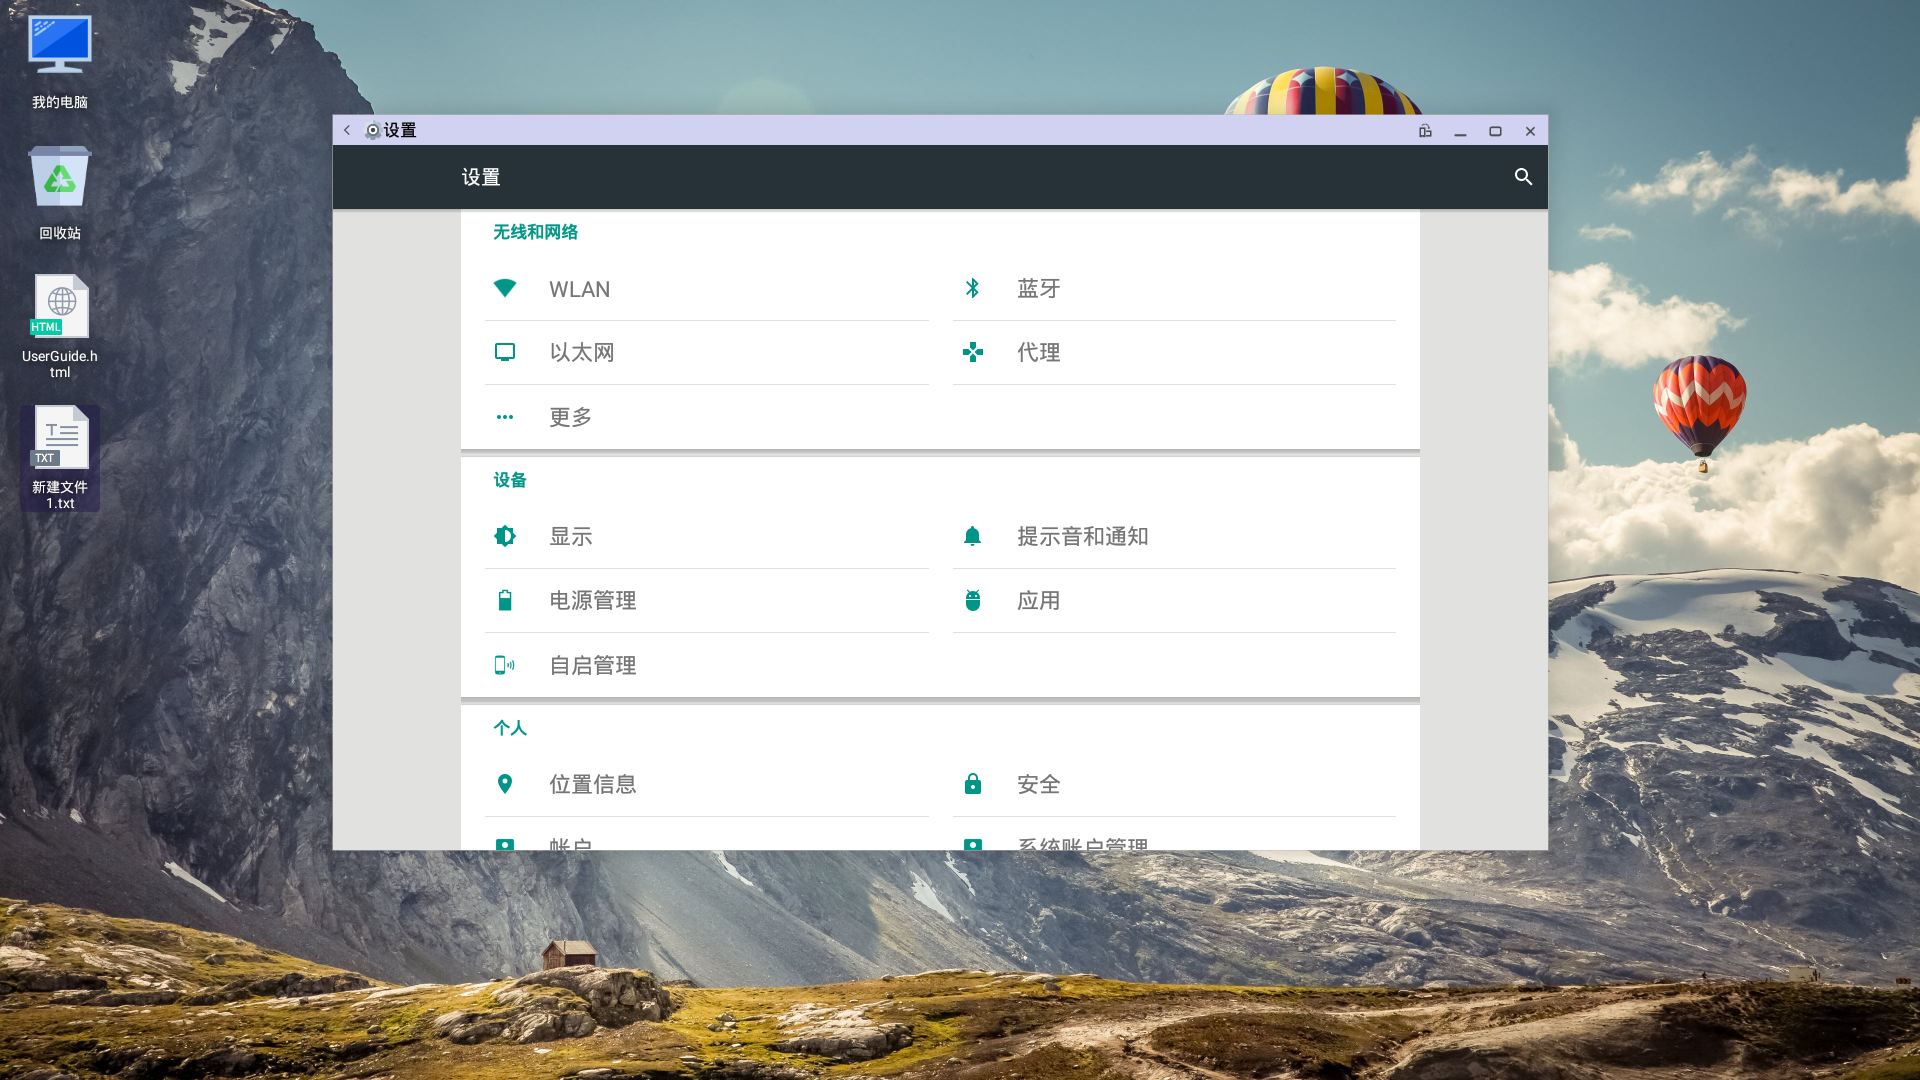 我的电脑
回收站
HTML
UserGuide.h
tml
TXT
新建文件
1.txt
设置
设置
无线和网络
WLAN
蓝牙
以太网
代理
更多
设备
显示
提示音和通知
电源管理
应用
自启管理
个人
位置信息
安全
帐户
系统账户管理